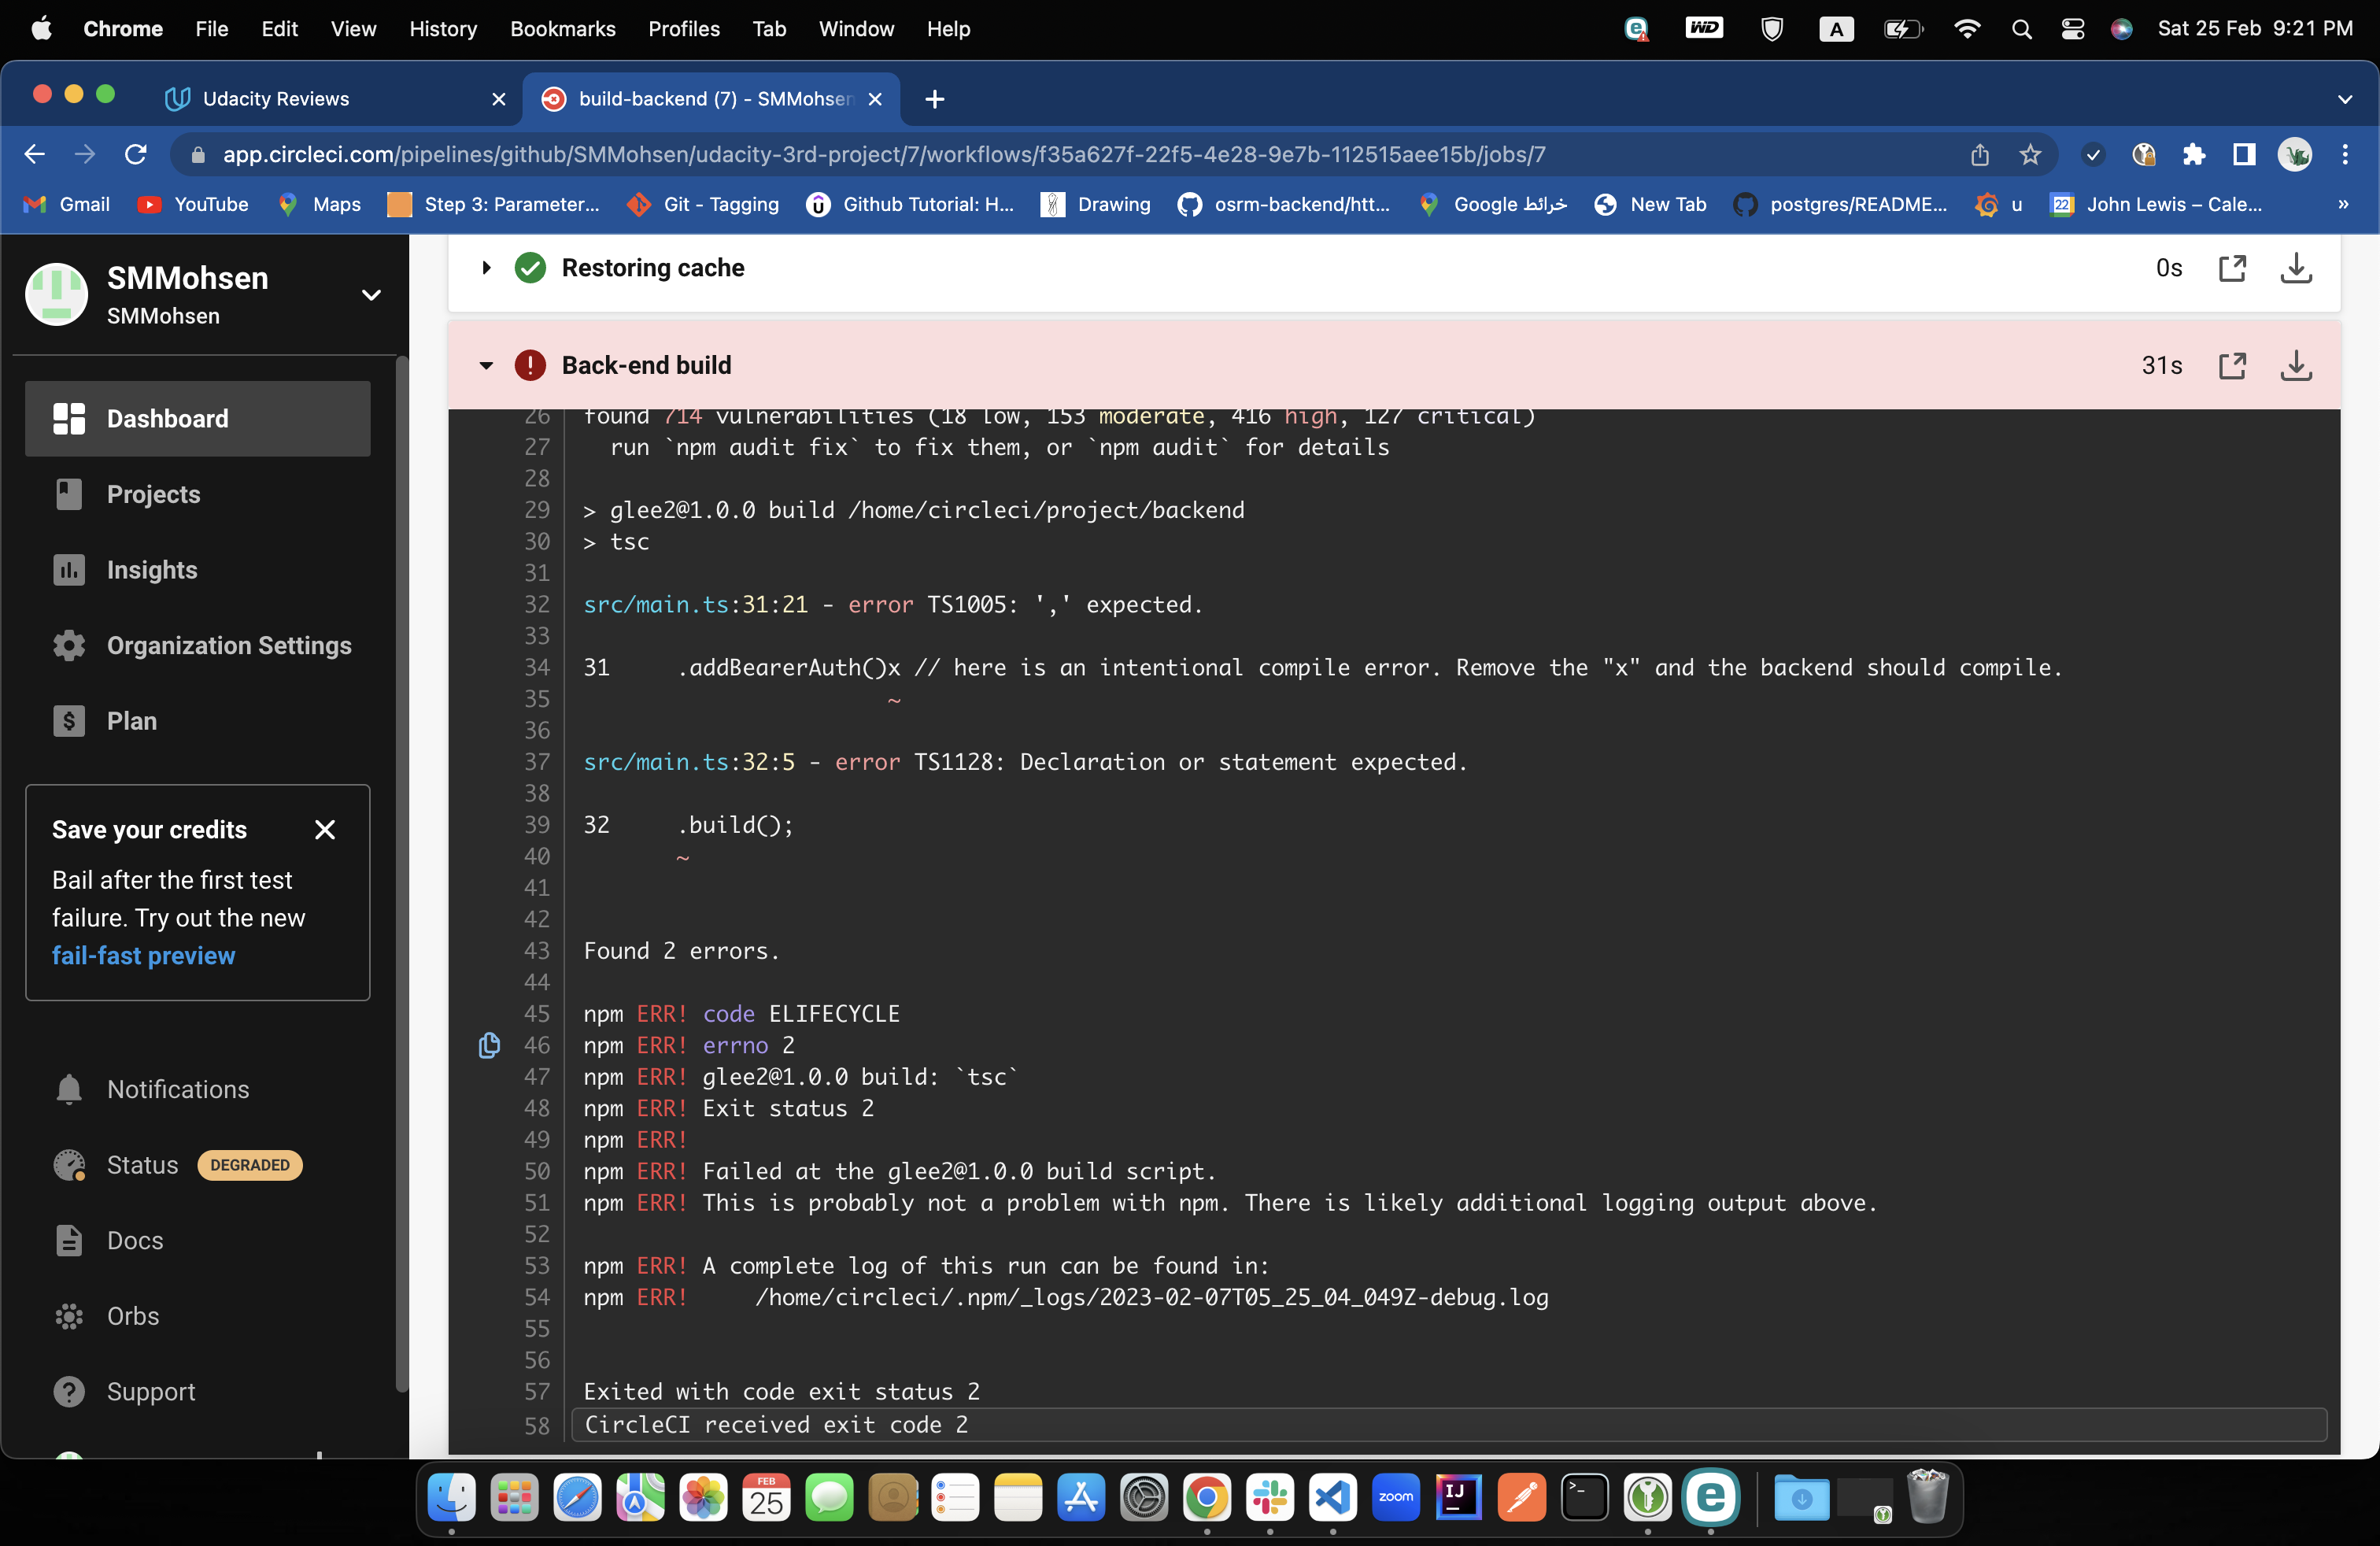 Chrome File Edit View History Bookmarks Profiles Tab Window Help
WD A Sat 25 Feb 9:21 PM
Udacity Reviews
build-backend (7) - SMMohsen
app.circleci.com/pipelines/github/SMMohsen/udacity-3rd-project/7/workflows/f35a627f-22f5-4e28-9e7b-112515aee15b/jobs/7
Gmail YouTube Maps Step 3: Parameter... Git - Tagging Github Tutorial: H... Drawing osrm-backend/htt... Google خرائط New Tab postgres/README... u 22 John Lewis – Cale... »
SMMohsen
SMMohsen
Dashboard
Projects
Insights
Organization Settings
Plan
Save your credits
Bail after the first test
failure. Try out the new
fail-fast preview
Notifications
Status DEGRADED
Docs
Orbs
Support
Restoring cache 0s
Back-end build 31s
26 found 714 vulnerabilities (18 low, 153 moderate, 416 high, 127 critical)
27 run `npm audit fix` to fix them, or `npm audit` for details
28
29 > glee2@1.0.0 build /home/circleci/project/backend
30 > tsc
31
32 src/main.ts:31:21 - error TS1005: ',' expected.
33
34 31 .addBearerAuth()x // here is an intentional compile error. Remove the "x" and the backend should compile.
35 ~
36
37 src/main.ts:32:5 - error TS1128: Declaration or statement expected.
38
39 32 .build();
40 ~
41
42
43 Found 2 errors.
44
45 npm ERR! code ELIFECYCLE
46 npm ERR! errno 2
47 npm ERR! glee2@1.0.0 build: `tsc`
48 npm ERR! Exit status 2
49 npm ERR!
50 npm ERR! Failed at the glee2@1.0.0 build script.
51 npm ERR! This is probably not a problem with npm. There is likely additional logging output above.
52
53 npm ERR! A complete log of this run can be found in:
54 npm ERR! /home/circleci/.npm/_logs/2023-02-07T05_25_04_049Z-debug.log
55
56
57 Exited with code exit status 2
58 CircleCI received exit code 2
FEB
25
zoom
IJ
e